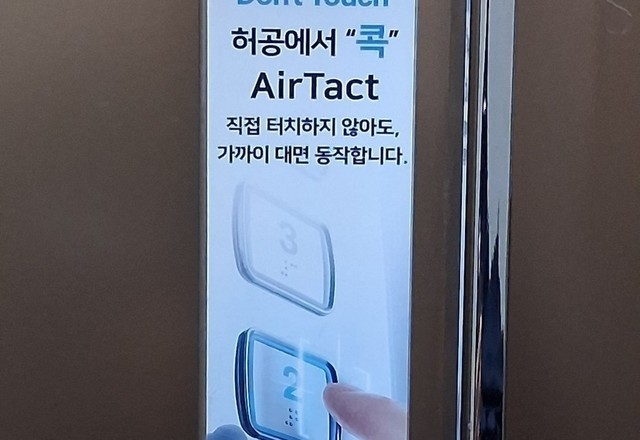 Don't Touch
허공에서 “콕”
AirTact
직접 터치하지 않아도,
가까이 대면 동작합니다.
3
2